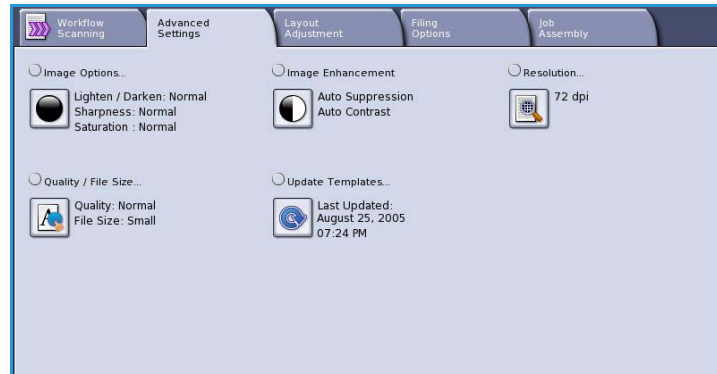 Workflow
Scanning
Advanced
Settings
Layout
Adjustment
Filing
Options
Job
Assembly
Image Options...
Lighten / Darken: Normal
Sharpness: Normal
Saturation : Normal
Image Enhancement
Auto Suppression
Auto Contrast
Resolution...
72 dpi
Quality / File Size...
Quality: Normal
File Size: Small
Update Templates...
Last Updated:
August 25, 2005
07:24 PM